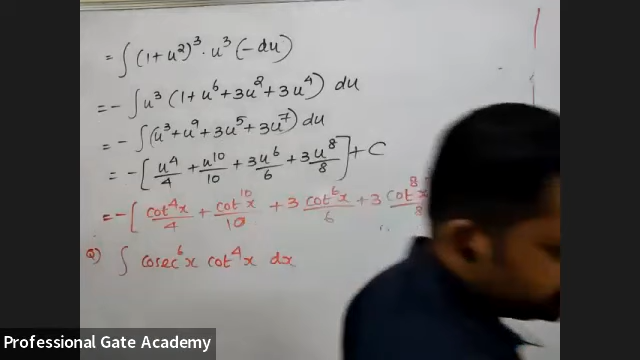 = ∫ (1+u²)³ · u³ (-du)
= - ∫ u³ (1+u⁶+3u²+3u⁴) du
= - ∫(u³+u⁹+3u⁵+3u⁷) du
= -[u⁴/4 + u¹⁰/10 + 3u⁶/6 + 3u⁸/8] + C
= -[cot⁴x/4 + cot¹⁰x/10 + 3 cot⁶x/6 + 3 cot⁸x/8]
Q) ∫ cosec⁶x cot⁴x dx
Professional Gate Academy